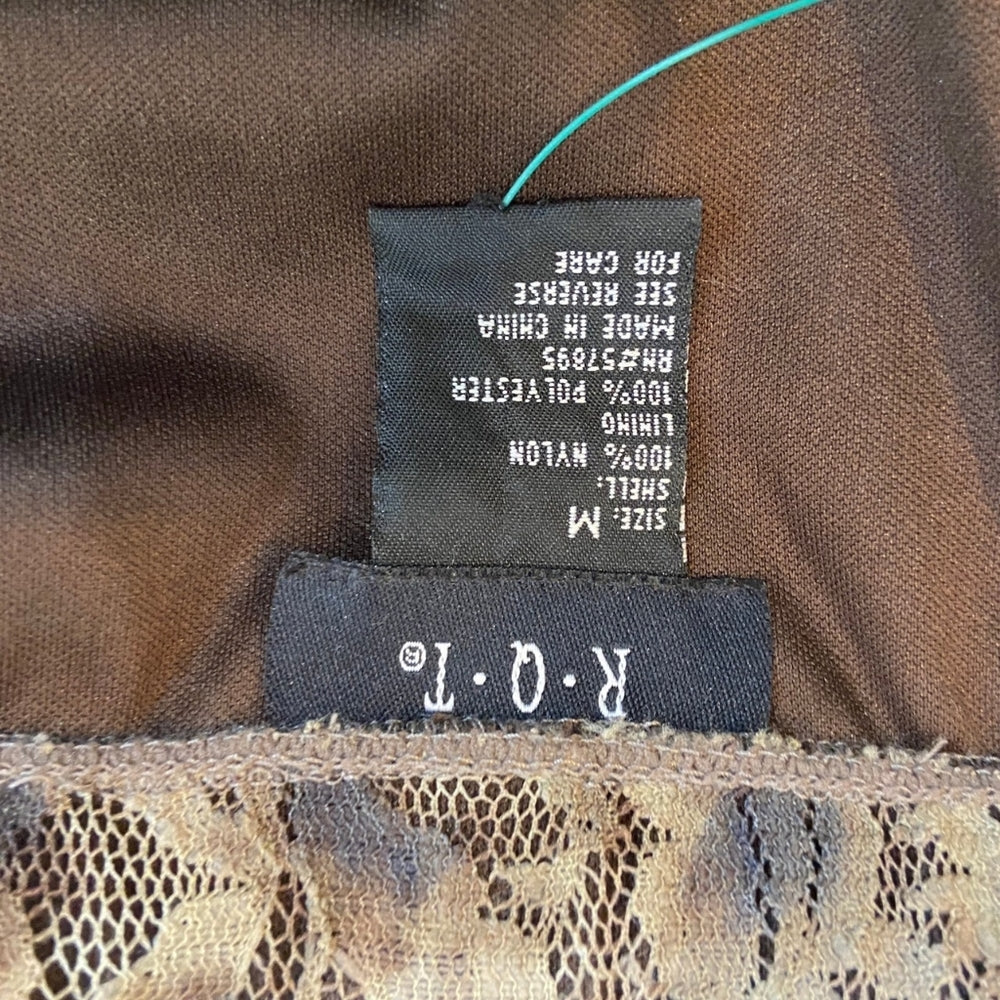 R·Q·T®
SIZE: M
SHELL:
100% NYLON
LINING
100% POLYESTER
RN#57895
MADE IN CHINA
SEE REVERSE
FOR CARE